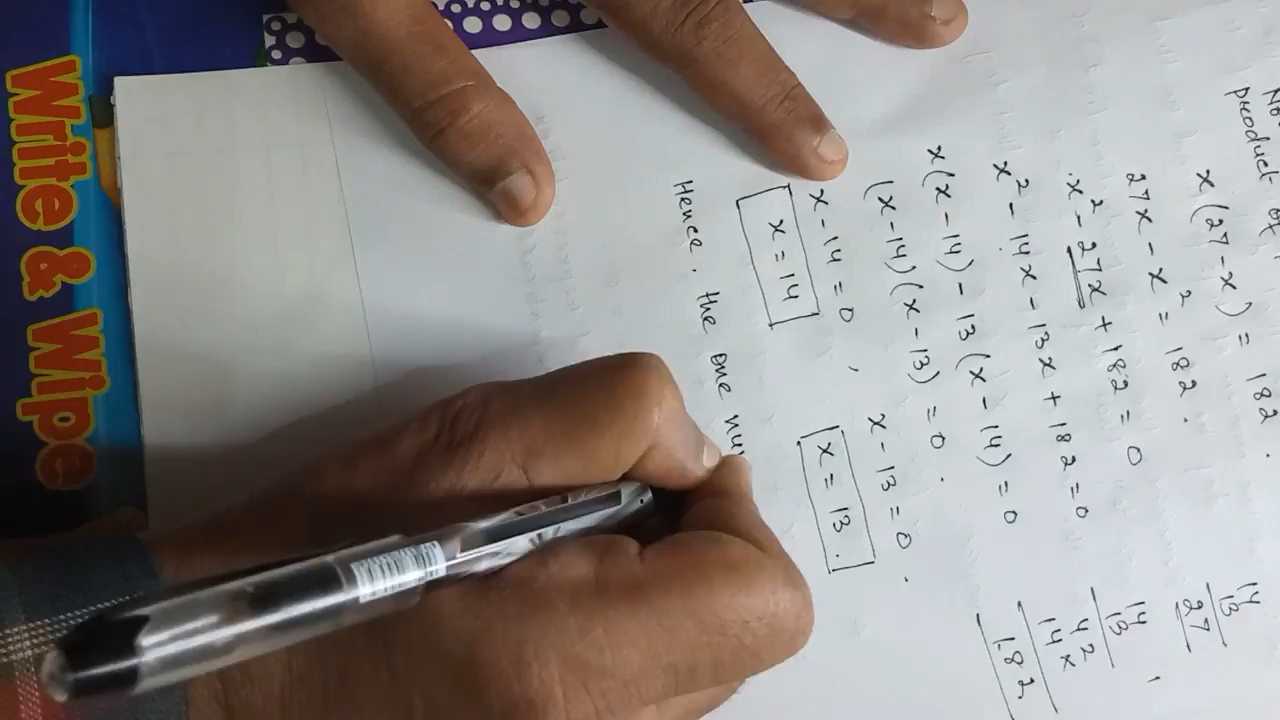 product of
x(27-x) = 182.
27x - x² = 182.
x² - 27x + 182 = 0
x² - 14x - 13x + 182 = 0
x(x-14) - 13(x-14) = 0
(x-14)(x-13) = 0.
x-14 = 0 , x-13 = 0.
x = 14
x = 13.
Hence, the one nu
14
13
27
14
13
42
14x
182
Write & Wipe